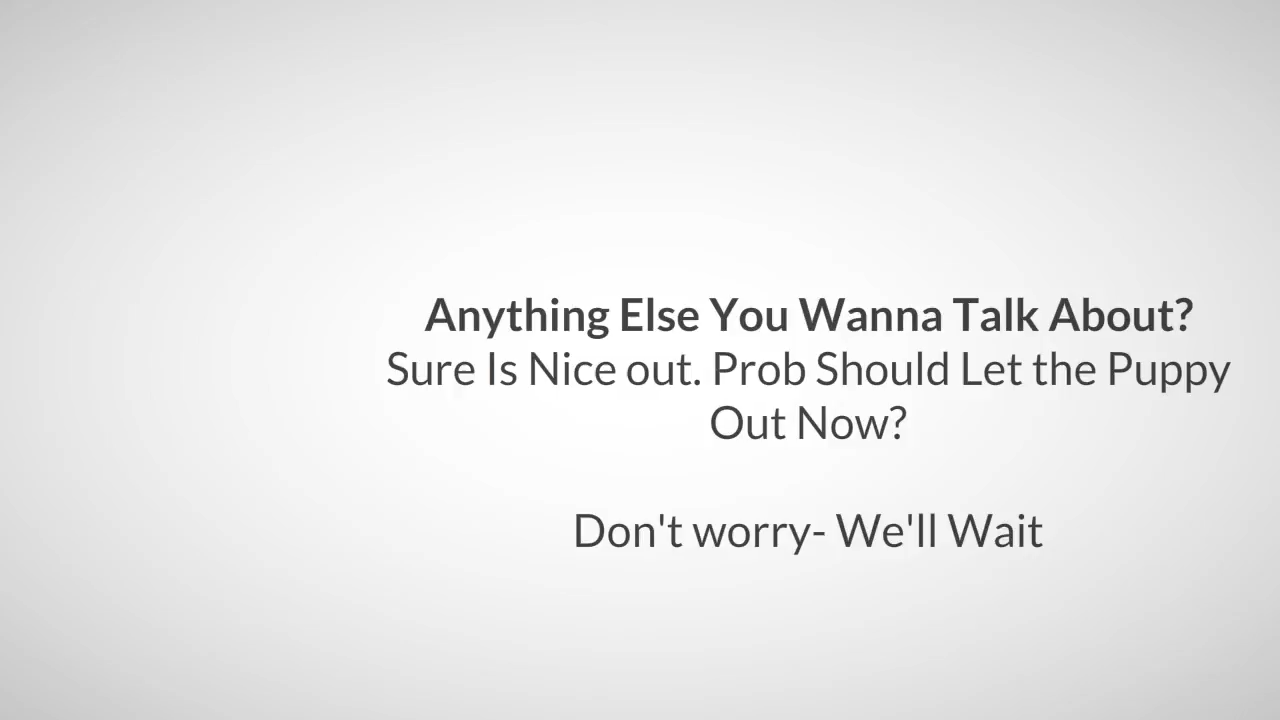 Anything Else You Wanna Talk About?
Sure Is Nice out. Prob Should Let the Puppy
Out Now?
Don't worry- We'll Wait